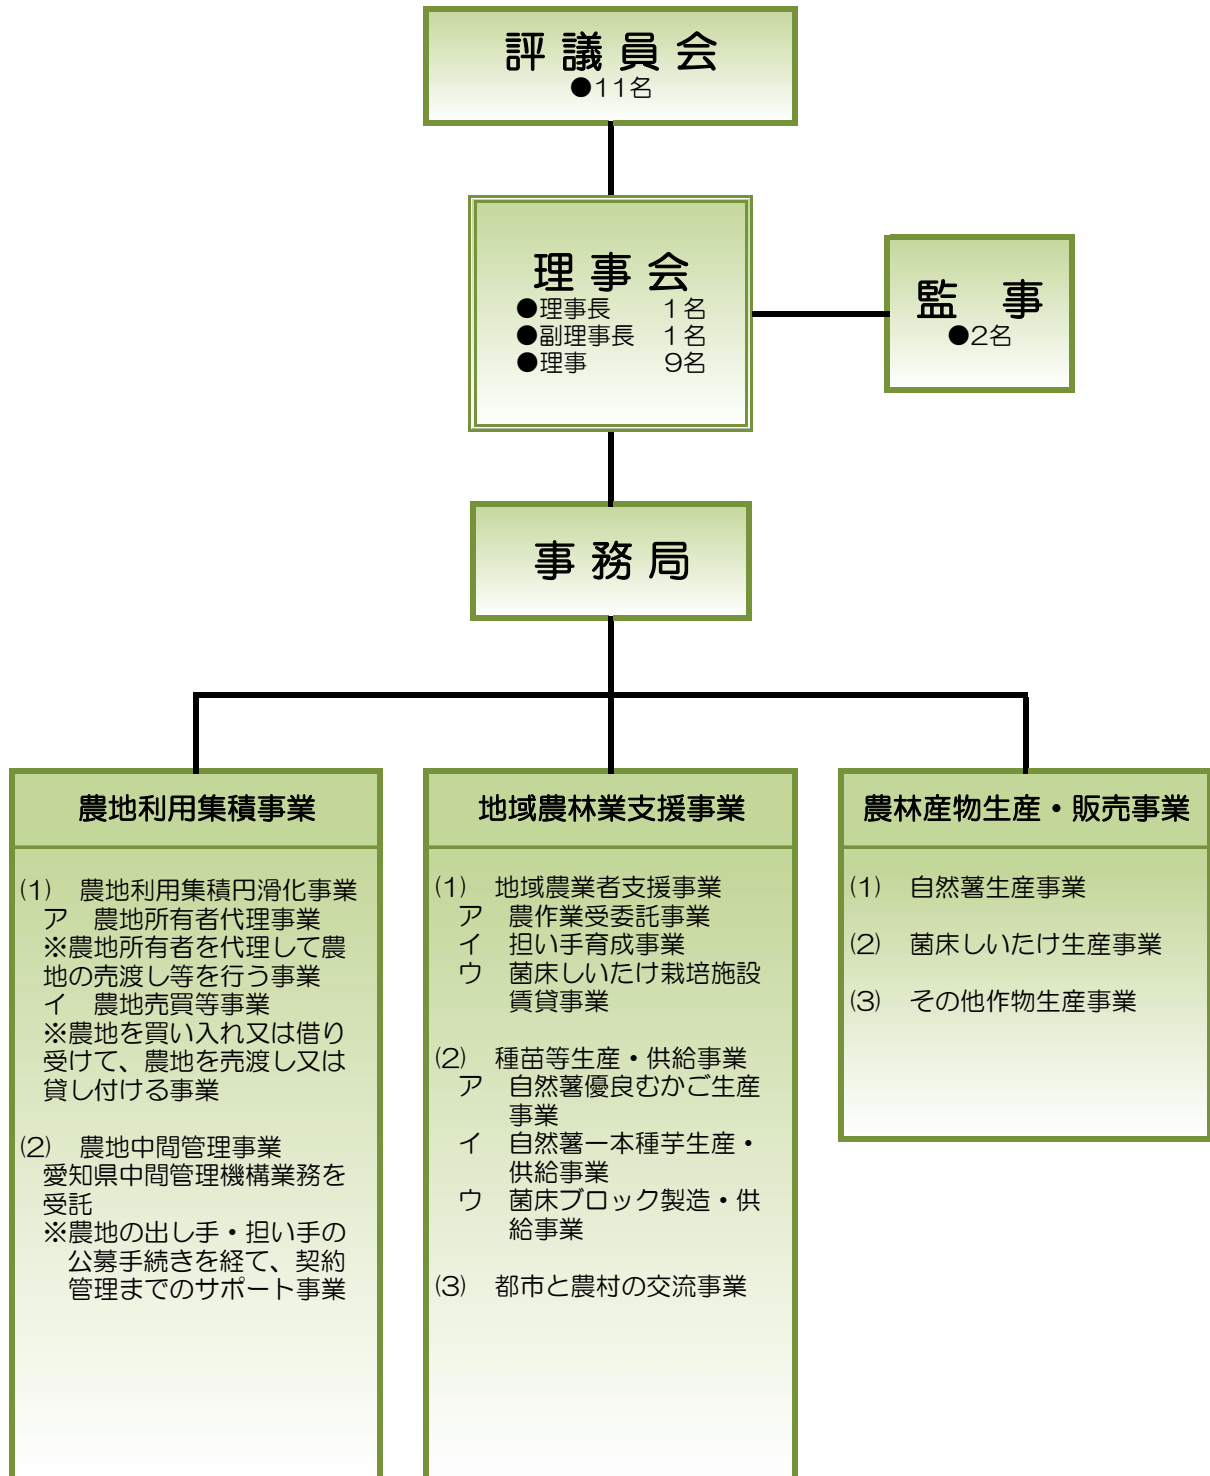 評議員会
●11名
理事会
●理事長　1名
●副理事長　1名
●理事　9名
監　事
●2名
事務局
農地利用集積事業
⑴　農地利用集積円滑化事業
ア　農地所有者代理事業
※農地所有者を代理して農
地の売渡し等を行う事業
イ　農地売買等事業
※農地を買い入れ又は借り
受けて、農地を売渡し又は
貸し付ける事業
⑵　農地中間管理事業
愛知県中間管理機構業務を
受託
※農地の出し手・担い手の
公募手続きを経て、契約
管理までのサポート事業
地域農林業支援事業
⑴　地域農業者支援事業
ア　農作業受委託事業
イ　担い手育成事業
ウ　菌床しいたけ栽培施設
賃貸事業
⑵　種苗等生産・供給事業
ア　自然薯優良むかご生産
事業
イ　自然薯一本種芋生産・
供給事業
ウ　菌床ブロック製造・供
給事業
⑶　都市と農村の交流事業
農林産物生産・販売事業
⑴　自然薯生産事業
⑵　菌床しいたけ生産事業
⑶　その他作物生産事業